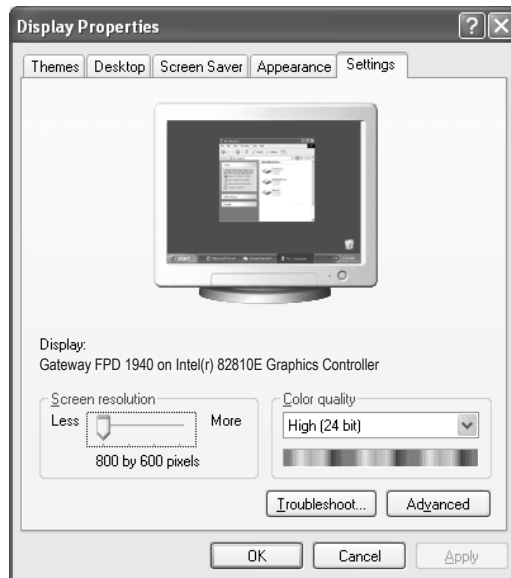 Display Properties
Themes Desktop Screen Saver Appearance Settings
Display:
Gateway FPD 1940 on Intel(r) 82810E Graphics Controller
Screen resolution
Less More
800 by 600 pixels
Color quality
High (24 bit)
Troubleshoot... Advanced
OK Cancel Apply